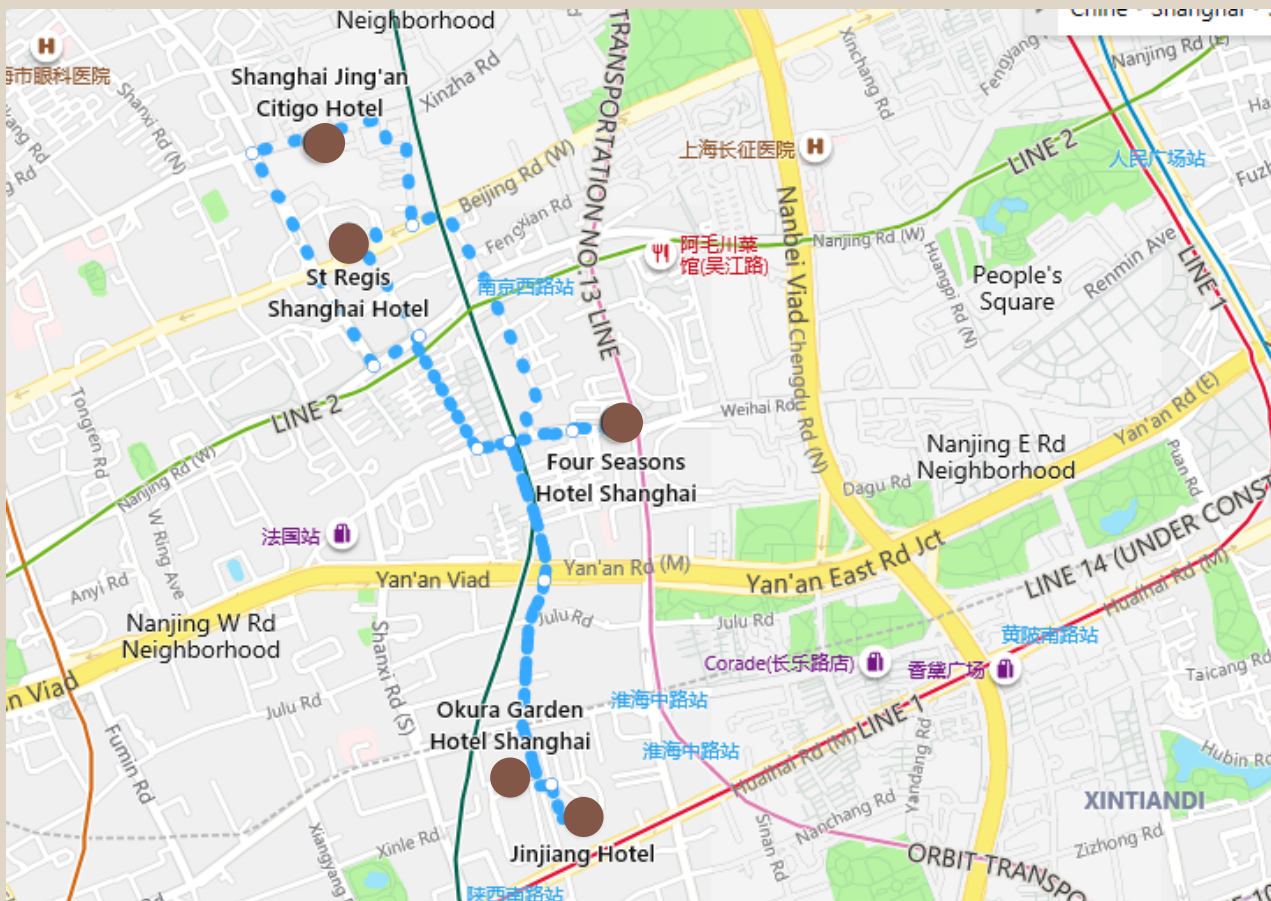 Neighborhood
Chine - Shanghai -
Nanjing Rd (E)
TRANSPORTATION NO.13 LINE
Xinchang Rd
Fengyang Rd
海市眼科医院
Shanghai Jing'an
Citigo Hotel
Xinzha Rd
Shanxi Rd (N)
上海长征医院
LINE 2
人民广场站
Beijing Rd (W)
Fengxian Rd
Nanbei Viad
Chengdu Rd (N)
Nanjing Rd (W)
阿毛川菜
馆(吴江路)
Huangpi Rd (N)
People's
Square
Renmin Ave
LINE 1
St Regis
Shanghai Hotel
南京西路站
LINE 2
Tongren Rd
Weihai Rd
Yan'an Rd (E)
Nanjing E Rd
Neighborhood
Puan Rd
Four Seasons
Hotel Shanghai
Nanjing Rd (W)
W Ring Ave
Dagu Rd
法国站
Yan'an East Rd Jct
LINE 14 (UNDER CONST
Anyi Rd
Yan'an Viad
Yan'an Rd (M)
Huaihai Rd (M)
Nanjing W Rd
Neighborhood
Shanxi Rd (S)
Julu Rd
Julu Rd
黄陂南路站
Corade(长乐路店)
香黛广场
Taicang Rd
an Viad
Julu Rd
Okura Garden
Hotel Shanghai
淮海中路站
淮海中路站
LINE 1
Huaihai Rd (M)
Fumin Rd
Hubin Rd
Yandang Rd
XINTIANDI
Nanchang Rd
Sinan Rd
Zizhong Rd
Xiangyang
Xinle Rd
Jinjiang Hotel
ORBIT TRANSPO
陕西南路站